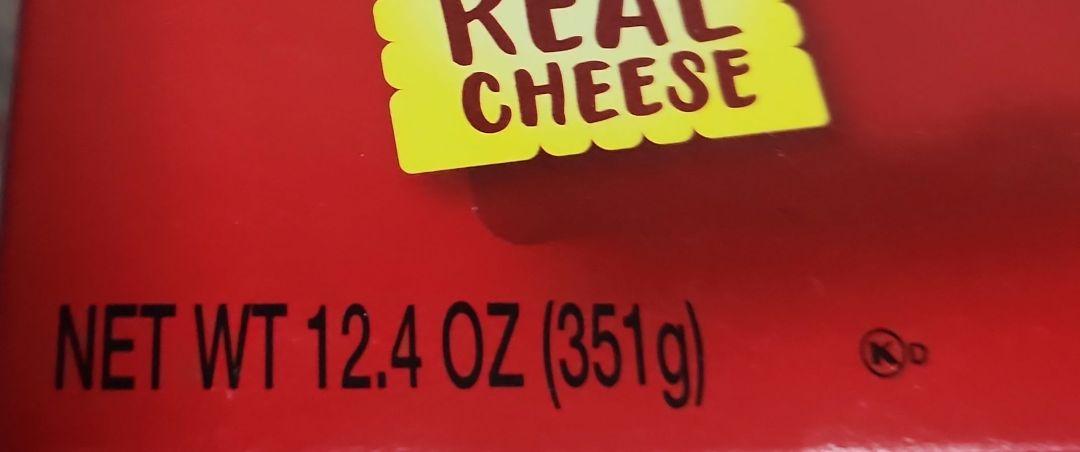 REAL
CHEESE
NET WT 12.4 OZ (351g)
K D